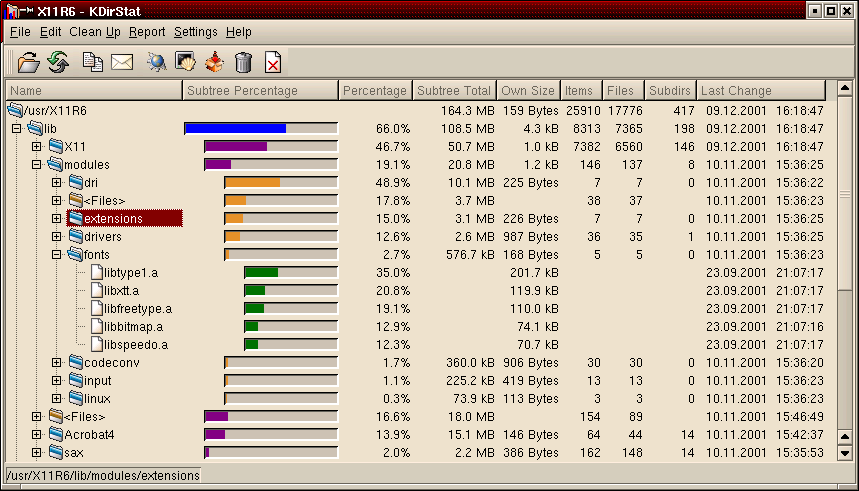 X11R6 - KDirStat
File Edit Clean Up Report Settings Help
Name Subtree Percentage Percentage Subtree Total Own Size Items Files Subdirs Last Change
/usr/X11R6 164.3 MB 159 Bytes 25910 17776 417 09.12.2001 16:18:47
lib 66.0% 108.5 MB 4.3 kB 8313 7365 198 09.12.2001 16:18:47
X11 46.7% 50.7 MB 1.0 kB 7382 6560 146 09.12.2001 16:18:47
modules 19.1% 20.8 MB 1.2 kB 146 137 8 10.11.2001 15:36:25
dri 48.9% 10.1 MB 225 Bytes 7 7 0 10.11.2001 15:36:22
<Files> 17.8% 3.7 MB 38 37 10.11.2001 15:36:23
extensions 15.0% 3.1 MB 226 Bytes 7 7 0 10.11.2001 15:36:25
drivers 12.6% 2.6 MB 987 Bytes 36 35 1 10.11.2001 15:36:25
fonts 2.7% 576.7 kB 168 Bytes 5 5 0 10.11.2001 15:36:23
libtype1.a 35.0% 201.7 kB 23.09.2001 21:07:17
libxtt.a 20.8% 119.9 kB 23.09.2001 21:07:17
libfreetype.a 19.1% 110.0 kB 23.09.2001 21:07:17
libbitmap.a 12.9% 74.1 kB 23.09.2001 21:07:16
libspeedo.a 12.3% 70.7 kB 23.09.2001 21:07:17
codeconv 1.7% 360.0 kB 906 Bytes 30 30 0 10.11.2001 15:36:20
input 1.1% 225.2 kB 419 Bytes 13 13 0 10.11.2001 15:36:23
linux 0.3% 73.9 kB 113 Bytes 3 3 0 10.11.2001 15:36:23
<Files> 16.6% 18.0 MB 154 89 10.11.2001 15:46:49
Acrobat4 13.9% 15.1 MB 146 Bytes 64 44 14 10.11.2001 15:42:37
sax 2.0% 2.2 MB 386 Bytes 162 148 14 10.11.2001 15:35:53
/usr/X11R6/lib/modules/extensions